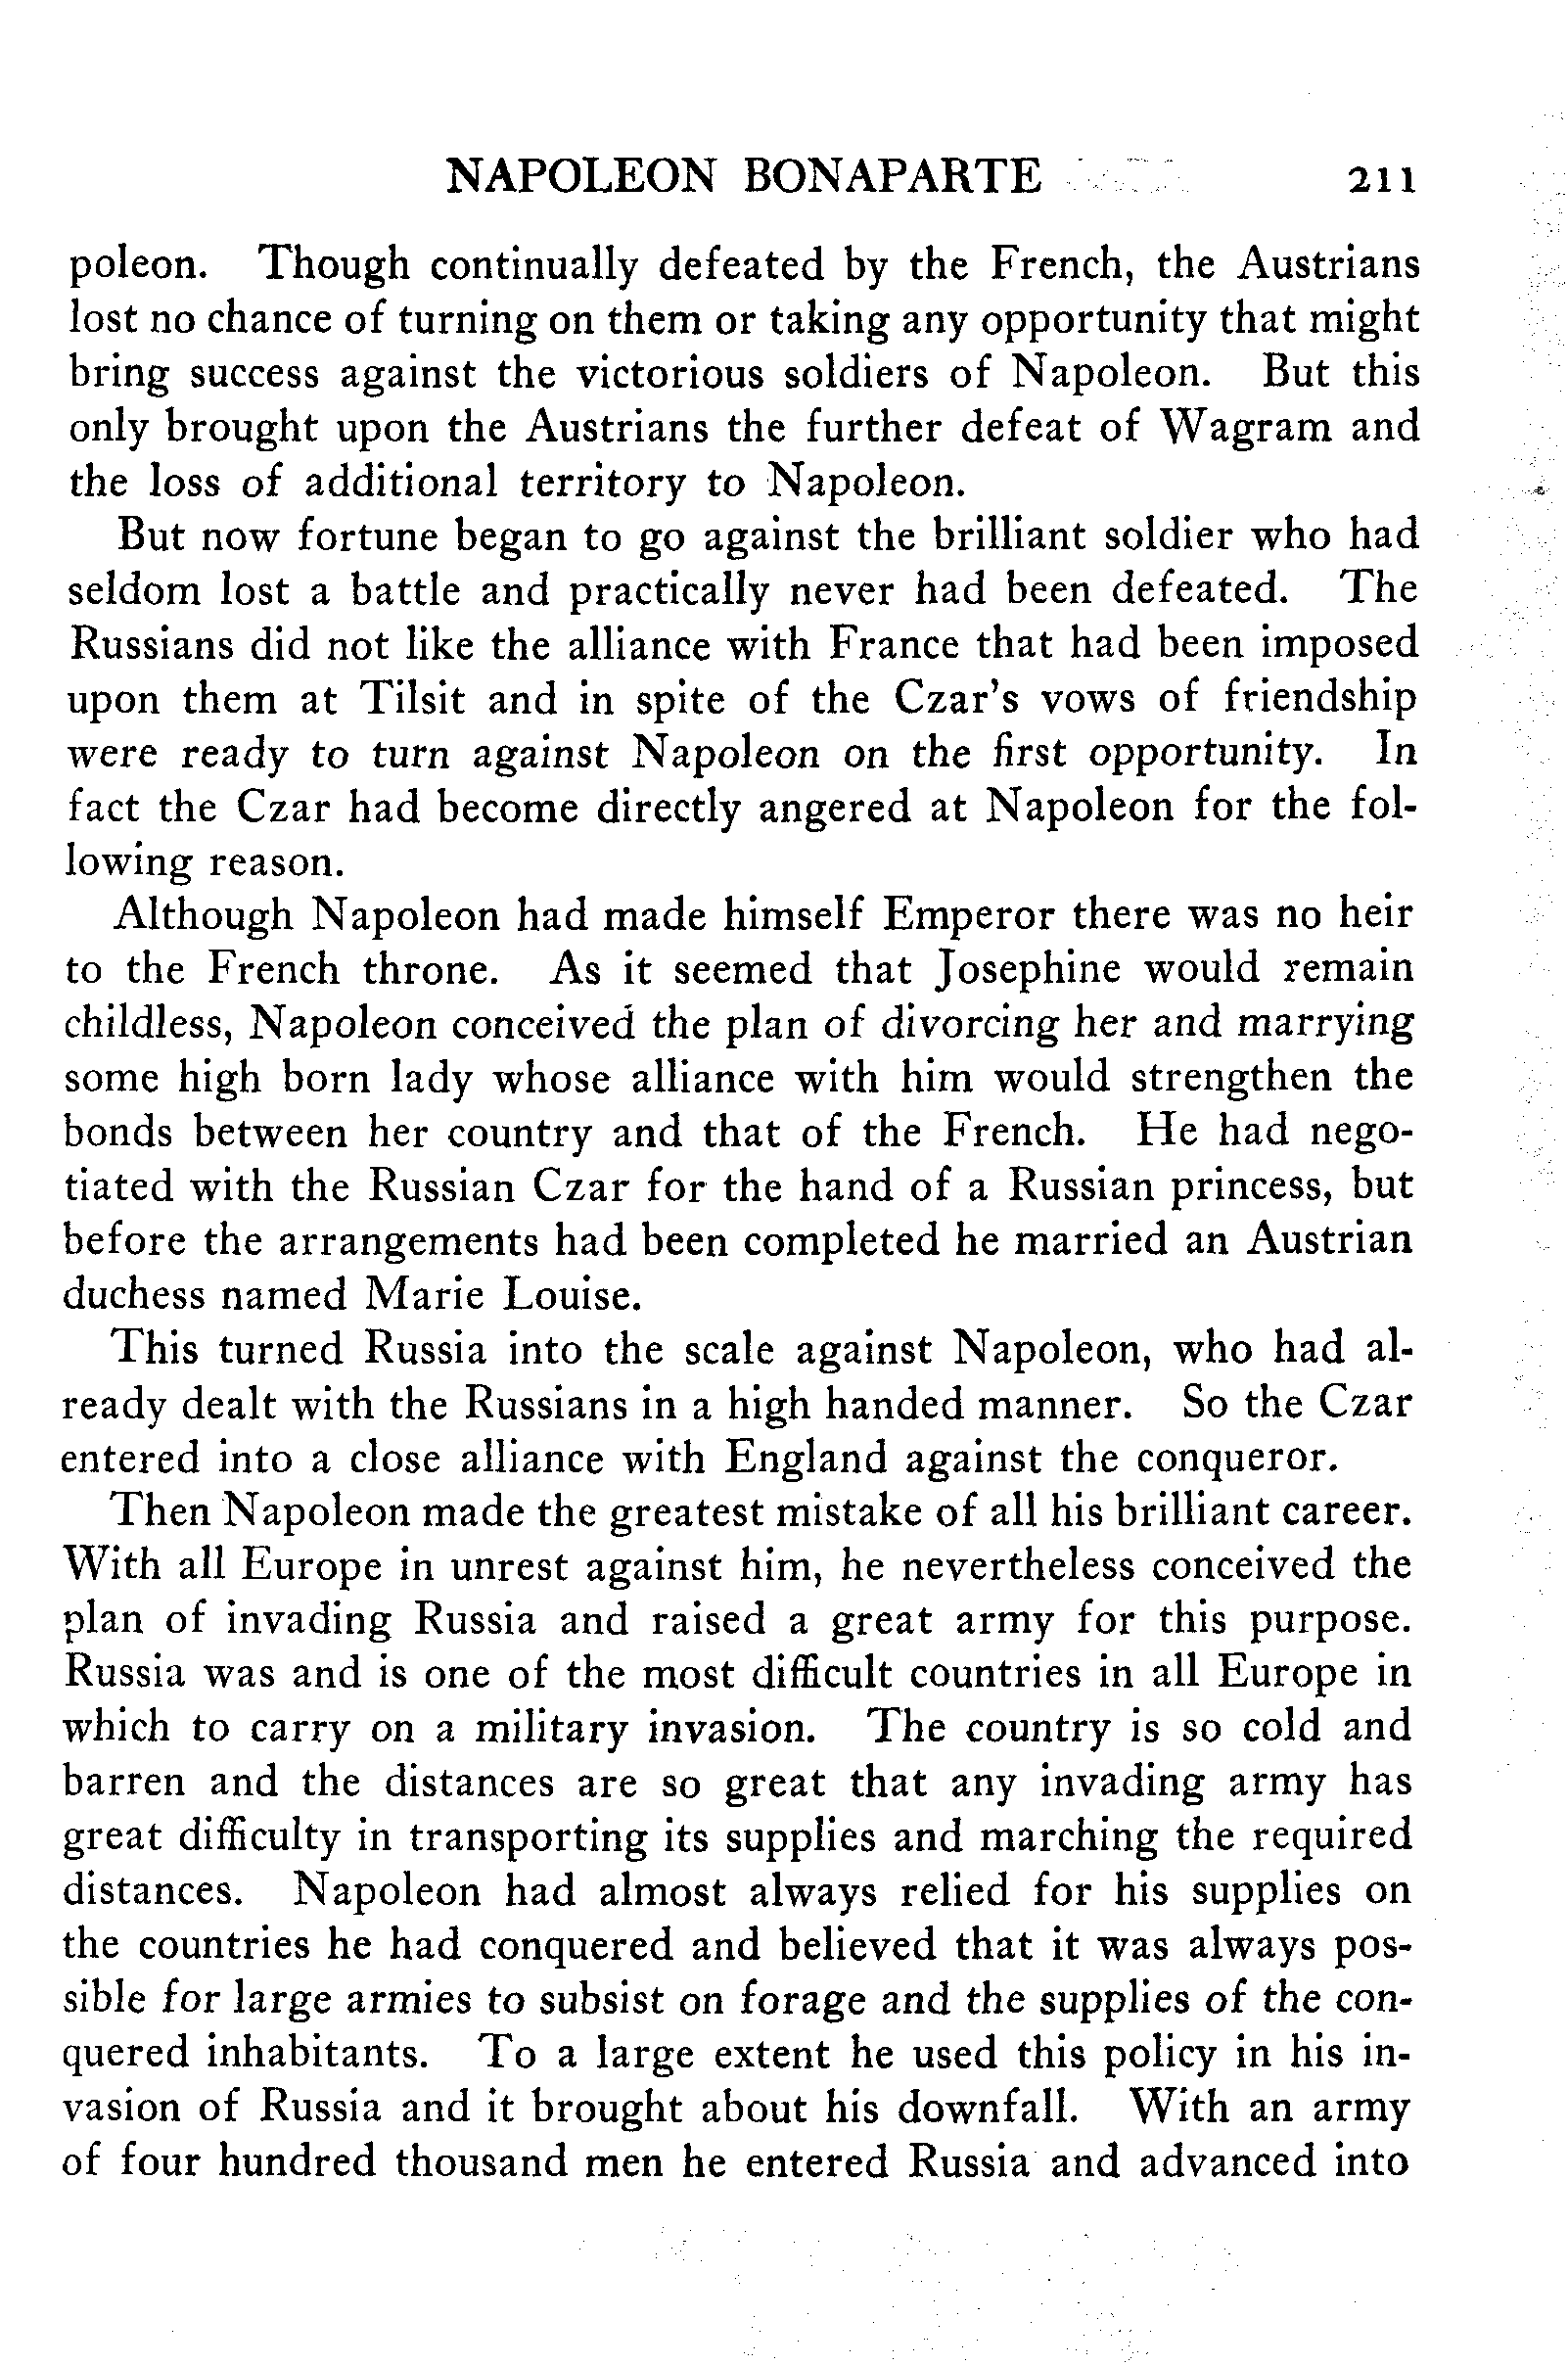 NAPOLEON BONAPARTE 211
poleon. Though continually defeated by the French, the Austrians
lost no chance of turning on them or taking any opportunity that might
bring success against the victorious soldiers of Napoleon. But this
only brought upon the Austrians the further defeat of Wagram and
the loss of additional territory to Napoleon.
But now fortune began to go against the brilliant soldier who had
seldom lost a battle and practically never had been defeated. The
Russians did not like the alliance with France that had been imposed
upon them at Tilsit and in spite of the Czar's vows of friendship
were ready to turn against Napoleon on the first opportunity. In
fact the Czar had become directly angered at Napoleon for the fol-
lowing reason.
Although Napoleon had made himself Emperor there was no heir
to the French throne. As it seemed that Josephine would remain
childless, Napoleon conceived the plan of divorcing her and marrying
some high born lady whose alliance with him would strengthen the
bonds between her country and that of the French. He had nego-
tiated with the Russian Czar for the hand of a Russian princess, but
before the arrangements had been completed he married an Austrian
duchess named Marie Louise.
This turned Russia into the scale against Napoleon, who had al-
ready dealt with the Russians in a high handed manner. So the Czar
entered into a close alliance with England against the conqueror.
Then Napoleon made the greatest mistake of all his brilliant career.
With all Europe in unrest against him, he nevertheless conceived the
plan of invading Russia and raised a great army for this purpose.
Russia was and is one of the most difficult countries in all Europe in
which to carry on a military invasion. The country is so cold and
barren and the distances are so great that any invading army has
great difficulty in transporting its supplies and marching the required
distances. Napoleon had almost always relied for his supplies on
the countries he had conquered and believed that it was always pos-
sible for large armies to subsist on forage and the supplies of the con-
quered inhabitants. To a large extent he used this policy in his in-
vasion of Russia and it brought about his downfall. With an army
of four hundred thousand men he entered Russia and advanced into